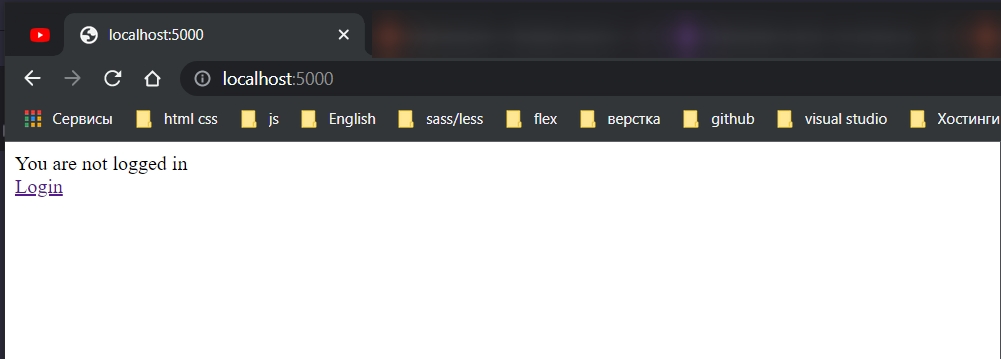 localhost:5000
localhost:5000
Сервисы html css js English sass/less flex верстка github visual studio Хостинги
You are not logged in
Login